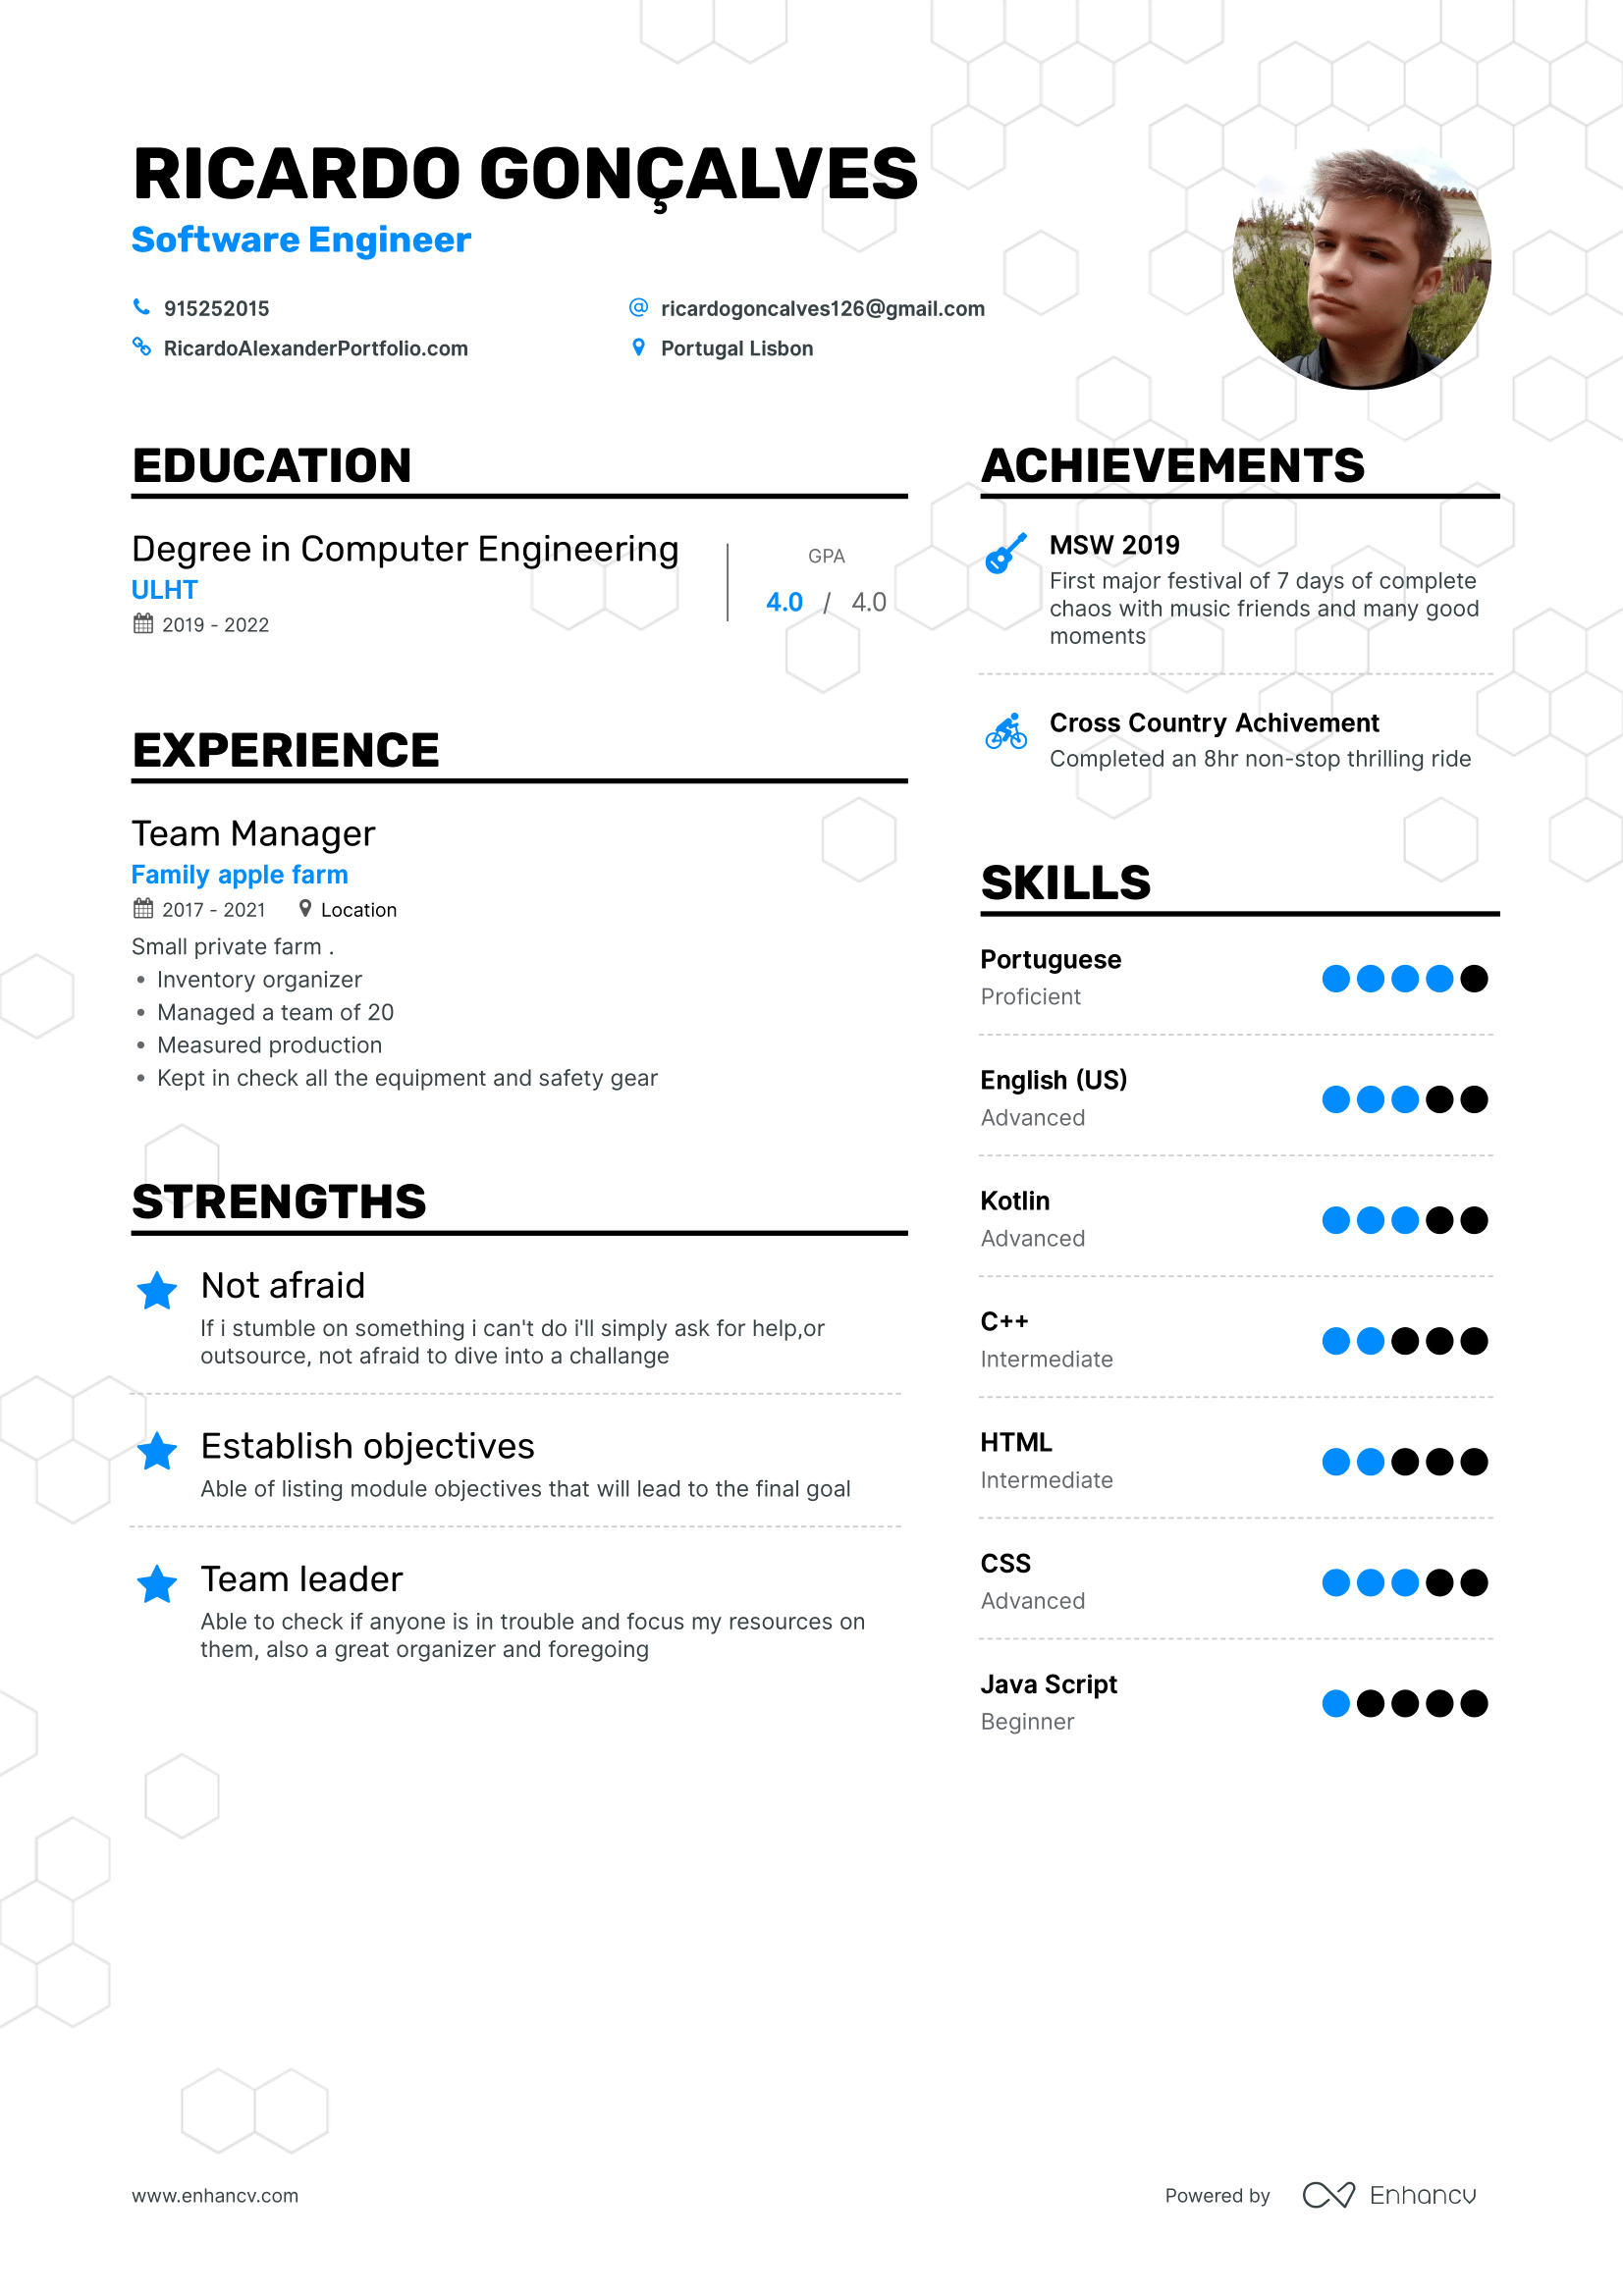 RICARDO GONÇALVES
Software Engineer
915252015
ricardogoncalves126@gmail.com
RicardoAlexanderPortfolio.com
Portugal Lisbon
EDUCATION
Degree in Computer Engineering
ULHT
2019 - 2022
GPA
4.0 / 4.0
EXPERIENCE
Team Manager
Family apple farm
2017 - 2021 Location
Small private farm .
• Inventory organizer
• Managed a team of 20
• Measured production
• Kept in check all the equipment and safety gear
STRENGTHS
Not afraid
If i stumble on something i can't do i'll simply ask for help,or
outsource, not afraid to dive into a challange
Establish objectives
Able of listing module objectives that will lead to the final goal
Team leader
Able to check if anyone is in trouble and focus my resources on
them, also a great organizer and foregoing
ACHIEVEMENTS
MSW 2019
First major festival of 7 days of complete
chaos with music friends and many good
moments
Cross Country Achivement
Completed an 8hr non-stop thrilling ride
SKILLS
Portuguese
Proficient
English (US)
Advanced
Kotlin
Advanced
C++
Intermediate
HTML
Intermediate
CSS
Advanced
Java Script
Beginner
www.enhancv.com
Powered by Enhancv